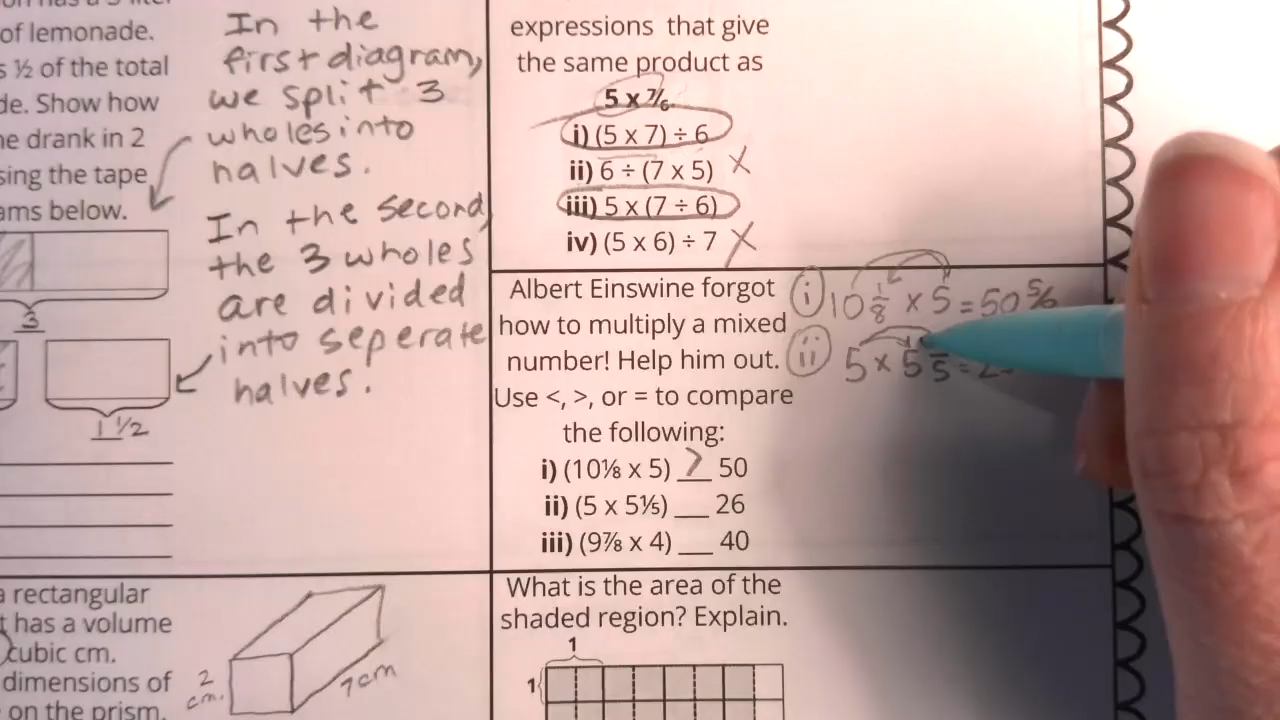 of lemonade.
s ½ of the total
de. Show how
ne drank in 2
sing the tape
ams below.
3
1 ½
In the
first diagram,
we split 3
wholes into
halves.
In the second,
the 3 wholes
are divided
into seperate
halves.
expressions that give
the same product as
5 x 7/6
i) (5 x 7) ÷ 6
ii) 6 ÷ (7 x 5) X
iii) 5 x (7 ÷ 6)
iv) (5 x 6) ÷ 7 X
Albert Einswine forgot
how to multiply a mixed
number! Help him out.
Use <, >, or = to compare
the following:
i) (10⅛ x 5) > 50
ii) (5 x 5⅕) __ 26
iii) (9⅞ x 4) __ 40
i 10 1/8 x 5 = 50 5/
ii 5 x 5 1/5 = 2
a rectangular
t has a volume
cubic cm.
dimensions of
on the prism.
2
cm.
7cm
What is the area of the
shaded region? Explain.
1
1